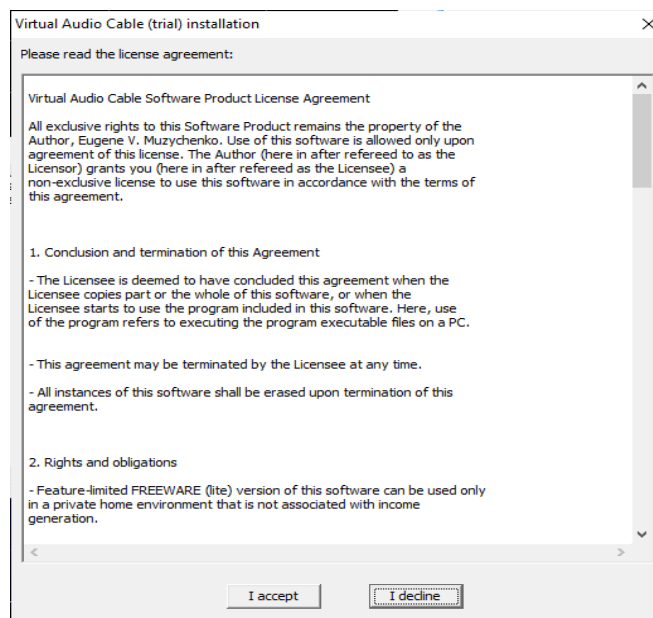 Virtual Audio Cable (trial) installation
Please read the license agreement:
Virtual Audio Cable Software Product License Agreement
All exclusive rights to this Software Product remains the property of the
Author, Eugene V. Muzychenko. Use of this software is allowed only upon
agreement of this license. The Author (here in after refereed to as the
Licensor) grants you (here in after refereed as the Licensee) a
non-exclusive license to use this software in accordance with the terms of
this agreement.
1. Conclusion and termination of this Agreement
- The Licensee is deemed to have concluded this agreement when the
Licensee copies part or the whole of this software, or when the
Licensee starts to use the program included in this software. Here, use
of the program refers to executing the program executable files on a PC.
- This agreement may be terminated by the Licensee at any time.
- All instances of this software shall be erased upon termination of this
agreement.
2. Rights and obligations
- Feature-limited FREEWARE (lite) version of this software can be used only
in a private home environment that is not associated with income
generation.
I accept
I decline